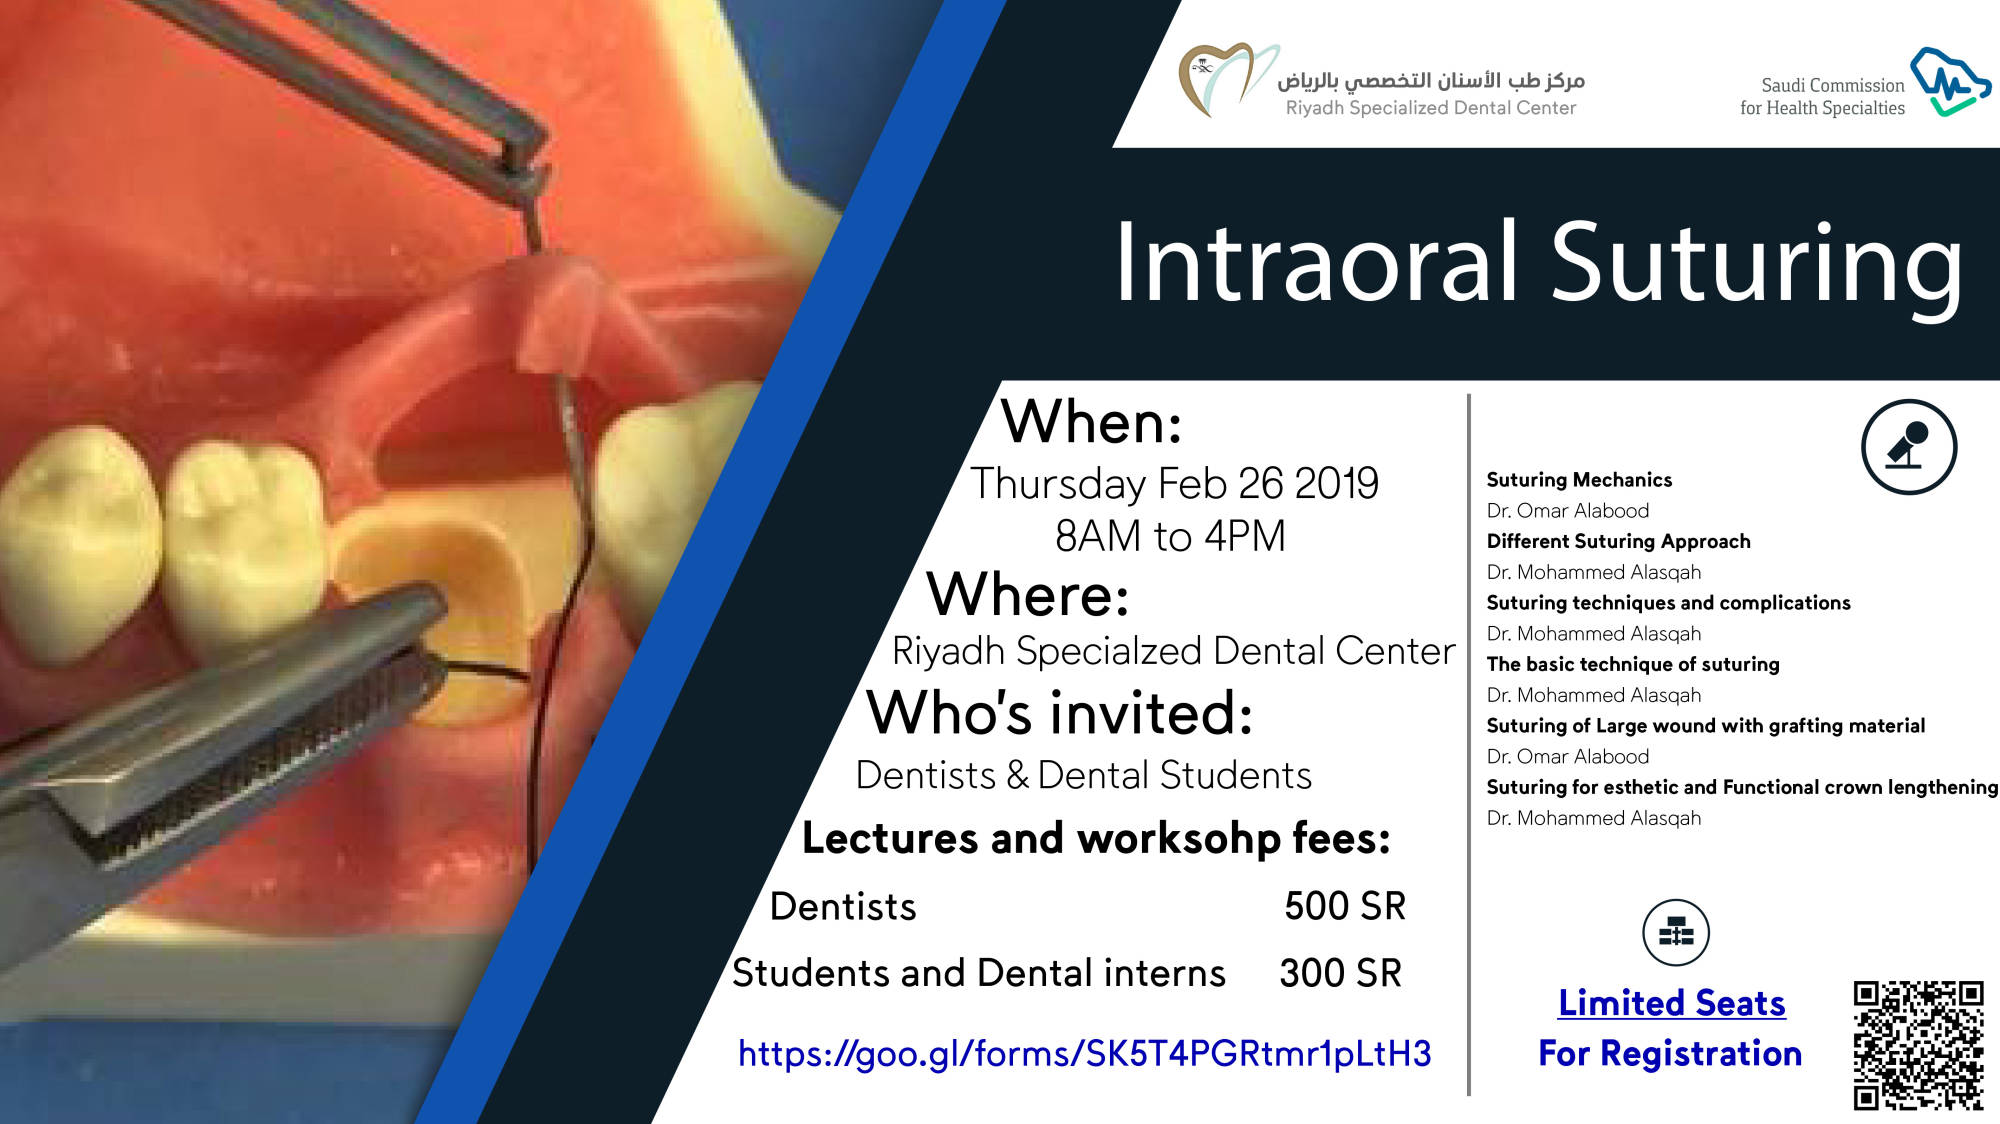 مركز طب الأسنان التخصصي بالرياض
Riyadh Specialized Dental Center
Saudi Commission
for Health Specialties
Intraoral Suturing
When:
Thursday Feb 26 2019
8AM to 4PM
Where:
Riyadh Specialzed Dental Center
Who's invited:
Dentists & Dental Students
Lectures and worksohp fees:
Dentists 500 SR
Students and Dental interns 300 SR
https://goo.gl/forms/SK5T4PGRtmr1pLtH3
Suturing Mechanics
Dr. Omar Alabood
Different Suturing Approach
Dr. Mohammed Alasqah
Suturing techniques and complications
Dr. Mohammed Alasqah
The basic technique of suturing
Dr. Mohammed Alasqah
Suturing of Large wound with grafting material
Dr. Omar Alabood
Suturing for esthetic and Functional crown lengthening
Dr. Mohammed Alasqah
Limited Seats
For Registration